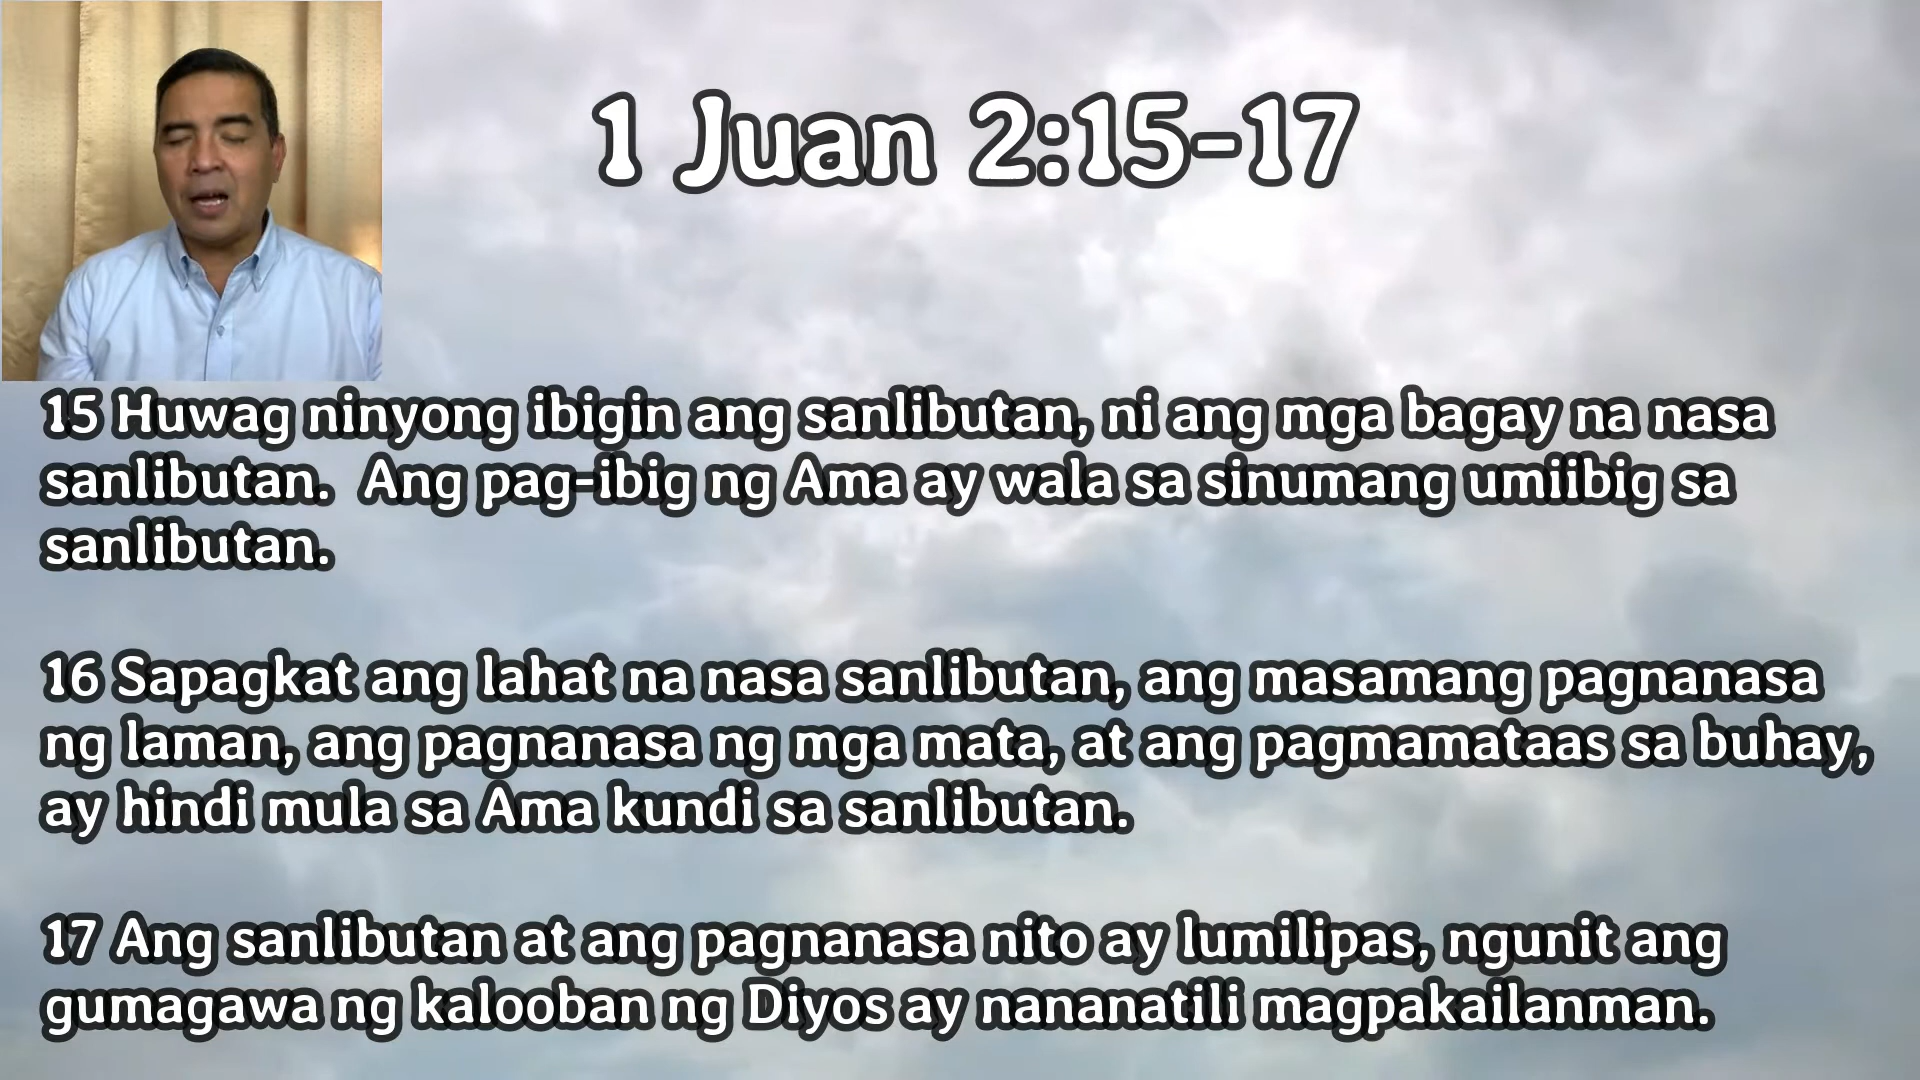 1 Juan 2:15-17
15 Huwag ninyong ibigin ang sanlibutan, ni ang mga bagay na nasa
sanlibutan.  Ang pag-ibig ng Ama ay wala sa sinumang umiibig sa
sanlibutan.
16 Sapagkat ang lahat na nasa sanlibutan, ang masamang pagnanasa
ng laman, ang pagnanasa ng mga mata, at ang pagmamataas sa buhay,
ay hindi mula sa Ama kundi sa sanlibutan.
17 Ang sanlibutan at ang pagnanasa nito ay lumilipas, ngunit ang
gumagawa ng kalooban ng Diyos ay nananatili magpakailanman.